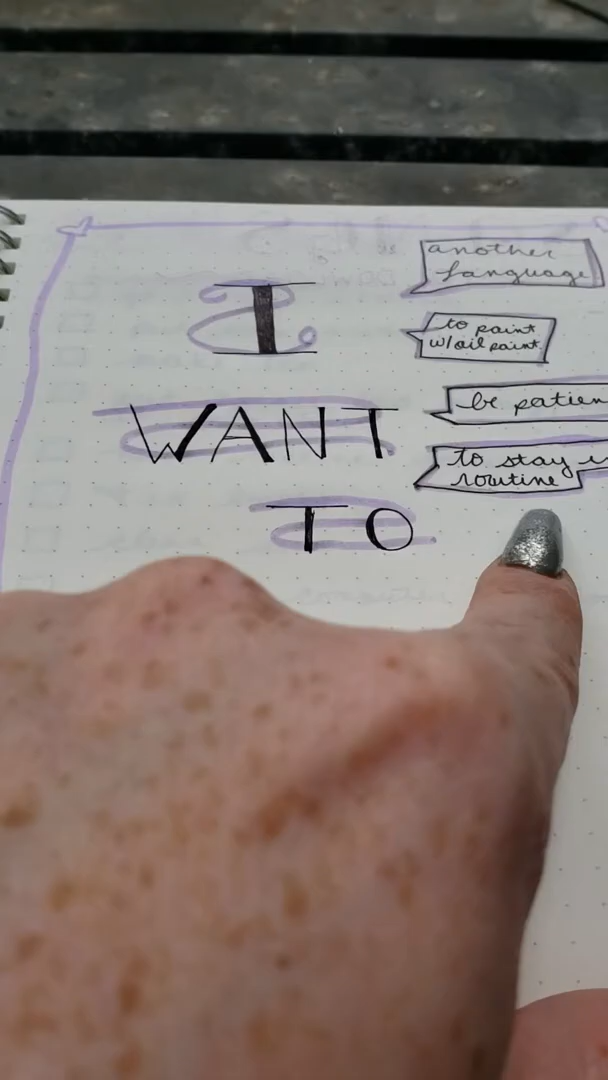 another
language
I
to paint
w/oil paint
WANT
be patien
to stay
routine
TO